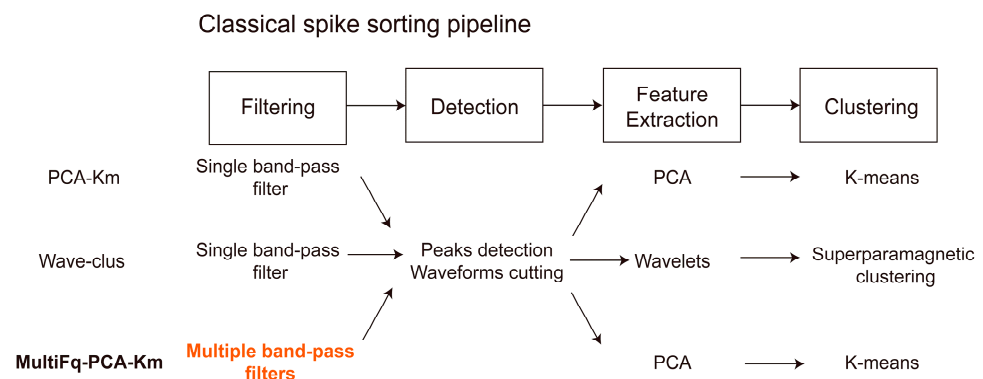 Classical spike sorting pipeline
Filtering
Detection
Feature
Extraction
Clustering
PCA-Km
Single band-pass
filter
PCA
K-means
Wave-clus
Single band-pass
filter
Peaks detection
Waveforms cutting
Wavelets
Superparamagnetic
clustering
MultiFq-PCA-Km
Multiple band-pass
filters
PCA
K-means